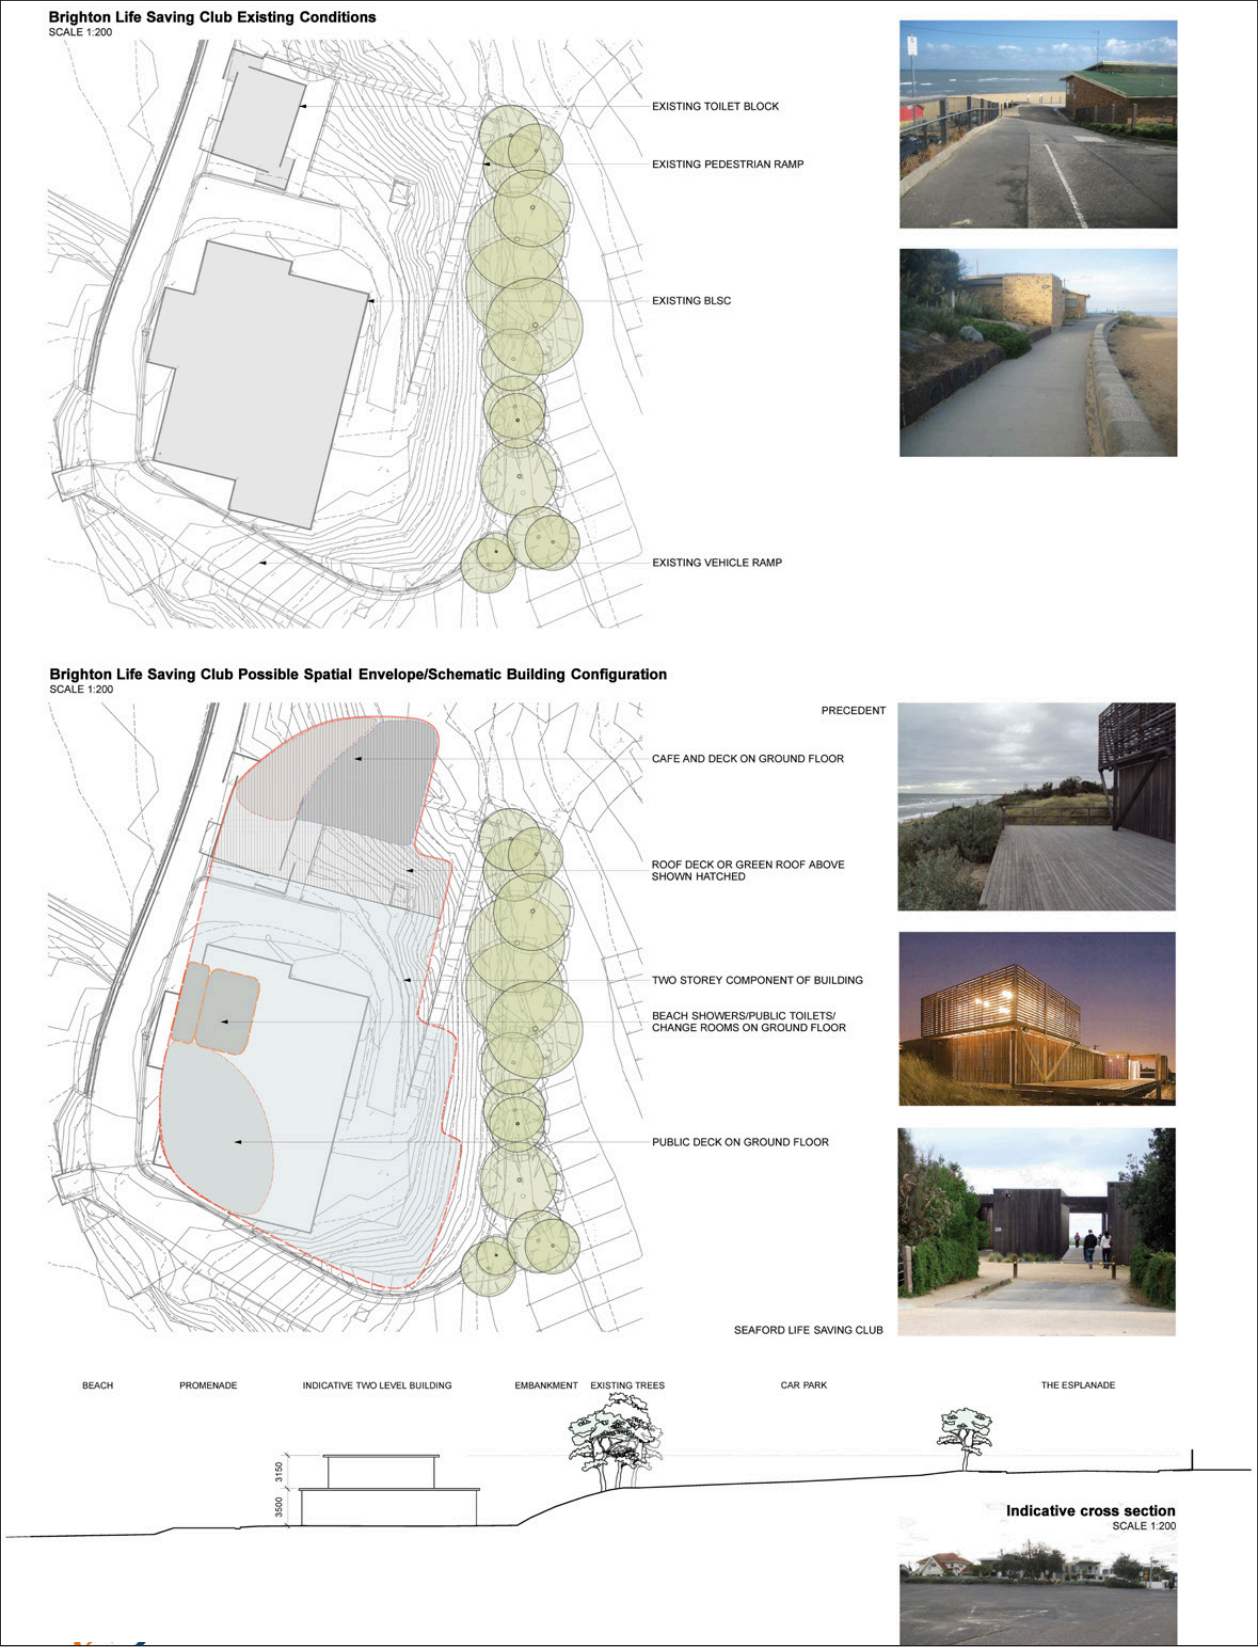 Brighton Life Saving Club Existing Conditions
SCALE 1:200
EXISTING TOILET BLOCK
EXISTING PEDESTRIAN RAMP
EXISTING BLSC
EXISTING VEHICLE RAMP
Brighton Life Saving Club Possible Spatial Envelope/Schematic Building Configuration
SCALE 1:200
PRECEDENT
CAFE AND DECK ON GROUND FLOOR
ROOF DECK OR GREEN ROOF ABOVE
SHOWN HATCHED
TWO STOREY COMPONENT OF BUILDING
BEACH SHOWERS/PUBLIC TOILETS/
CHANGE ROOMS ON GROUND FLOOR
PUBLIC DECK ON GROUND FLOOR
SEAFORD LIFE SAVING CLUB
BEACH PROMENADE INDICATIVE TWO LEVEL BUILDING EMBANKMENT EXISTING TREES CAR PARK THE ESPLANADE
3150
3500
Indicative cross section
SCALE 1:200